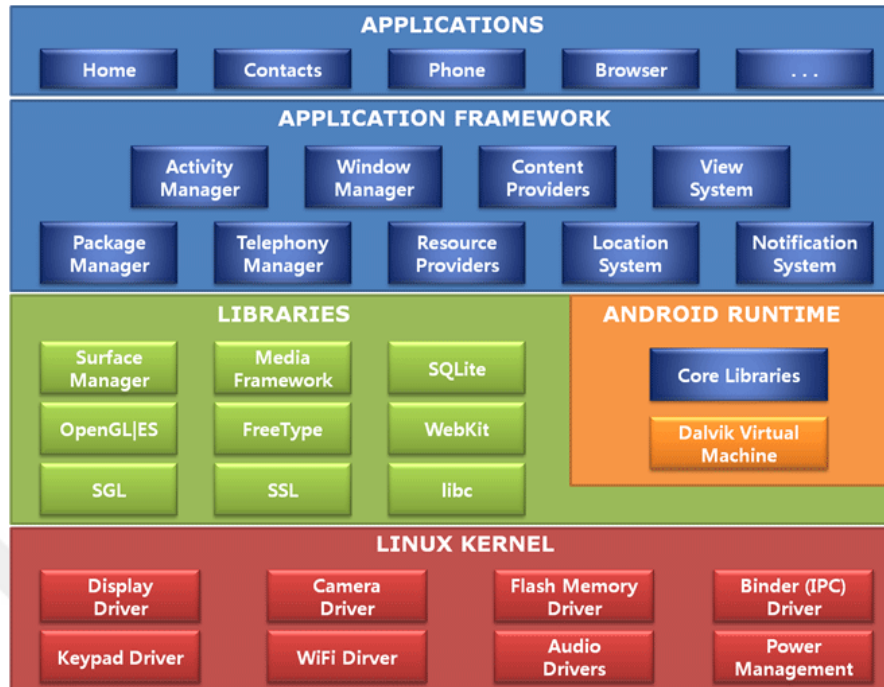 APPLICATIONS
Home
Contacts
Phone
Browser
. . .
APPLICATION FRAMEWORK
Activity
Manager
Window
Manager
Content
Providers
View
System
Package
Manager
Telephony
Manager
Resource
Providers
Location
System
Notification
System
LIBRARIES
Surface
Manager
Media
Framework
SQLite
OpenGL|ES
FreeType
WebKit
SGL
SSL
libc
ANDROID RUNTIME
Core Libraries
Dalvik Virtual
Machine
LINUX KERNEL
Display
Driver
Camera
Driver
Flash Memory
Driver
Binder (IPC)
Driver
Keypad Driver
WiFi Dirver
Audio
Drivers
Power
Management